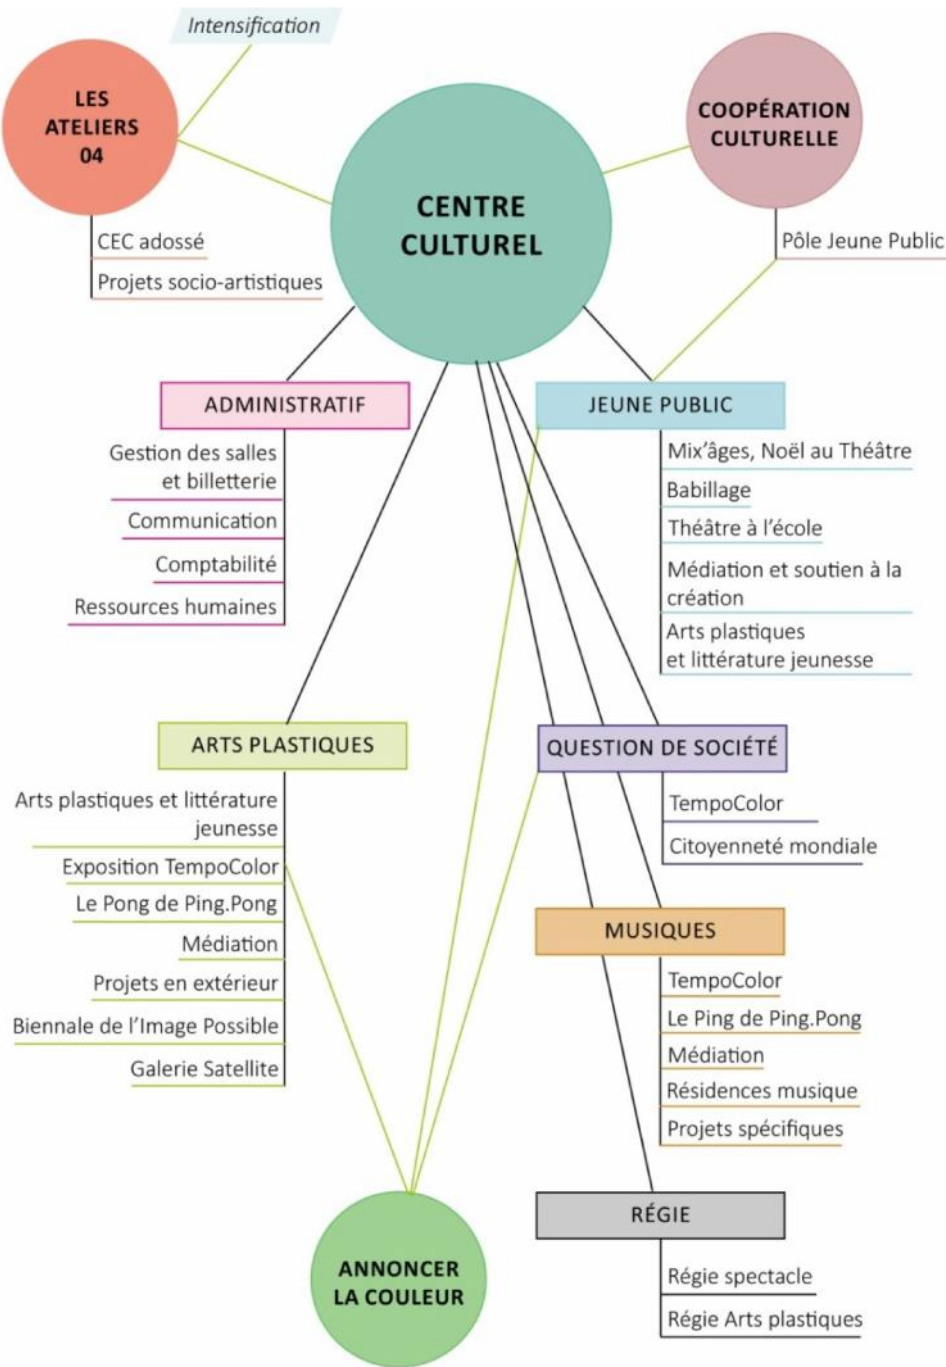 Intensification
LES
ATELIERS
04
CEC adossé
Projets socio-artistiques
CENTRE
CULTUREL
COOPÉRATION
CULTURELLE
Pôle Jeune Public
ADMINISTRATIF
Gestion des salles
et billetterie
Communication
Comptabilité
Ressources humaines
JEUNE PUBLIC
Mix’âges, Noël au Théâtre
Babillage
Théâtre à l’école
Médiation et soutien à la
création
Arts plastiques
et littérature jeunesse
ARTS PLASTIQUES
Arts plastiques et littérature
jeunesse
Exposition TempoColor
Le Pong de Ping.Pong
Médiation
Projets en extérieur
Biennale de l’Image Possible
Galerie Satellite
QUESTION DE SOCIÉTÉ
TempoColor
Citoyenneté mondiale
MUSIQUES
TempoColor
Le Ping de Ping.Pong
Médiation
Résidences musique
Projets spécifiques
RÉGIE
Régie spectacle
Régie Arts plastiques
ANNONCER
LA COULEUR